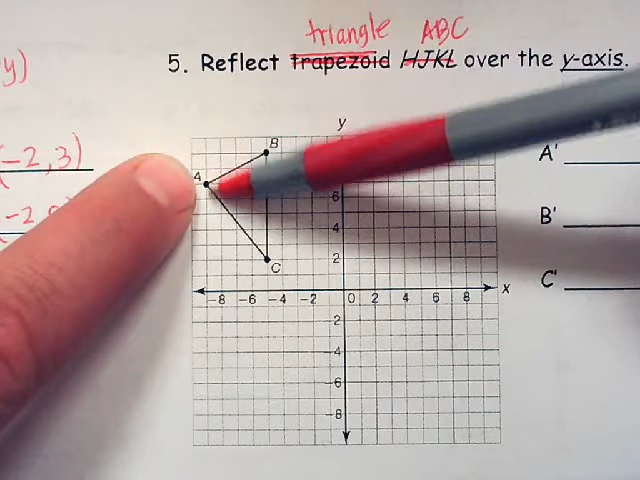 triangle ABC
y)
5. Reflect trapezoid HJKL over the y-axis.
(-2,3)
-2
y
B
A
6
4
C
2
-8 -6 -4 -2 0 2 4 6 8 x
-2
-4
-6
-8
A'
B'
C'